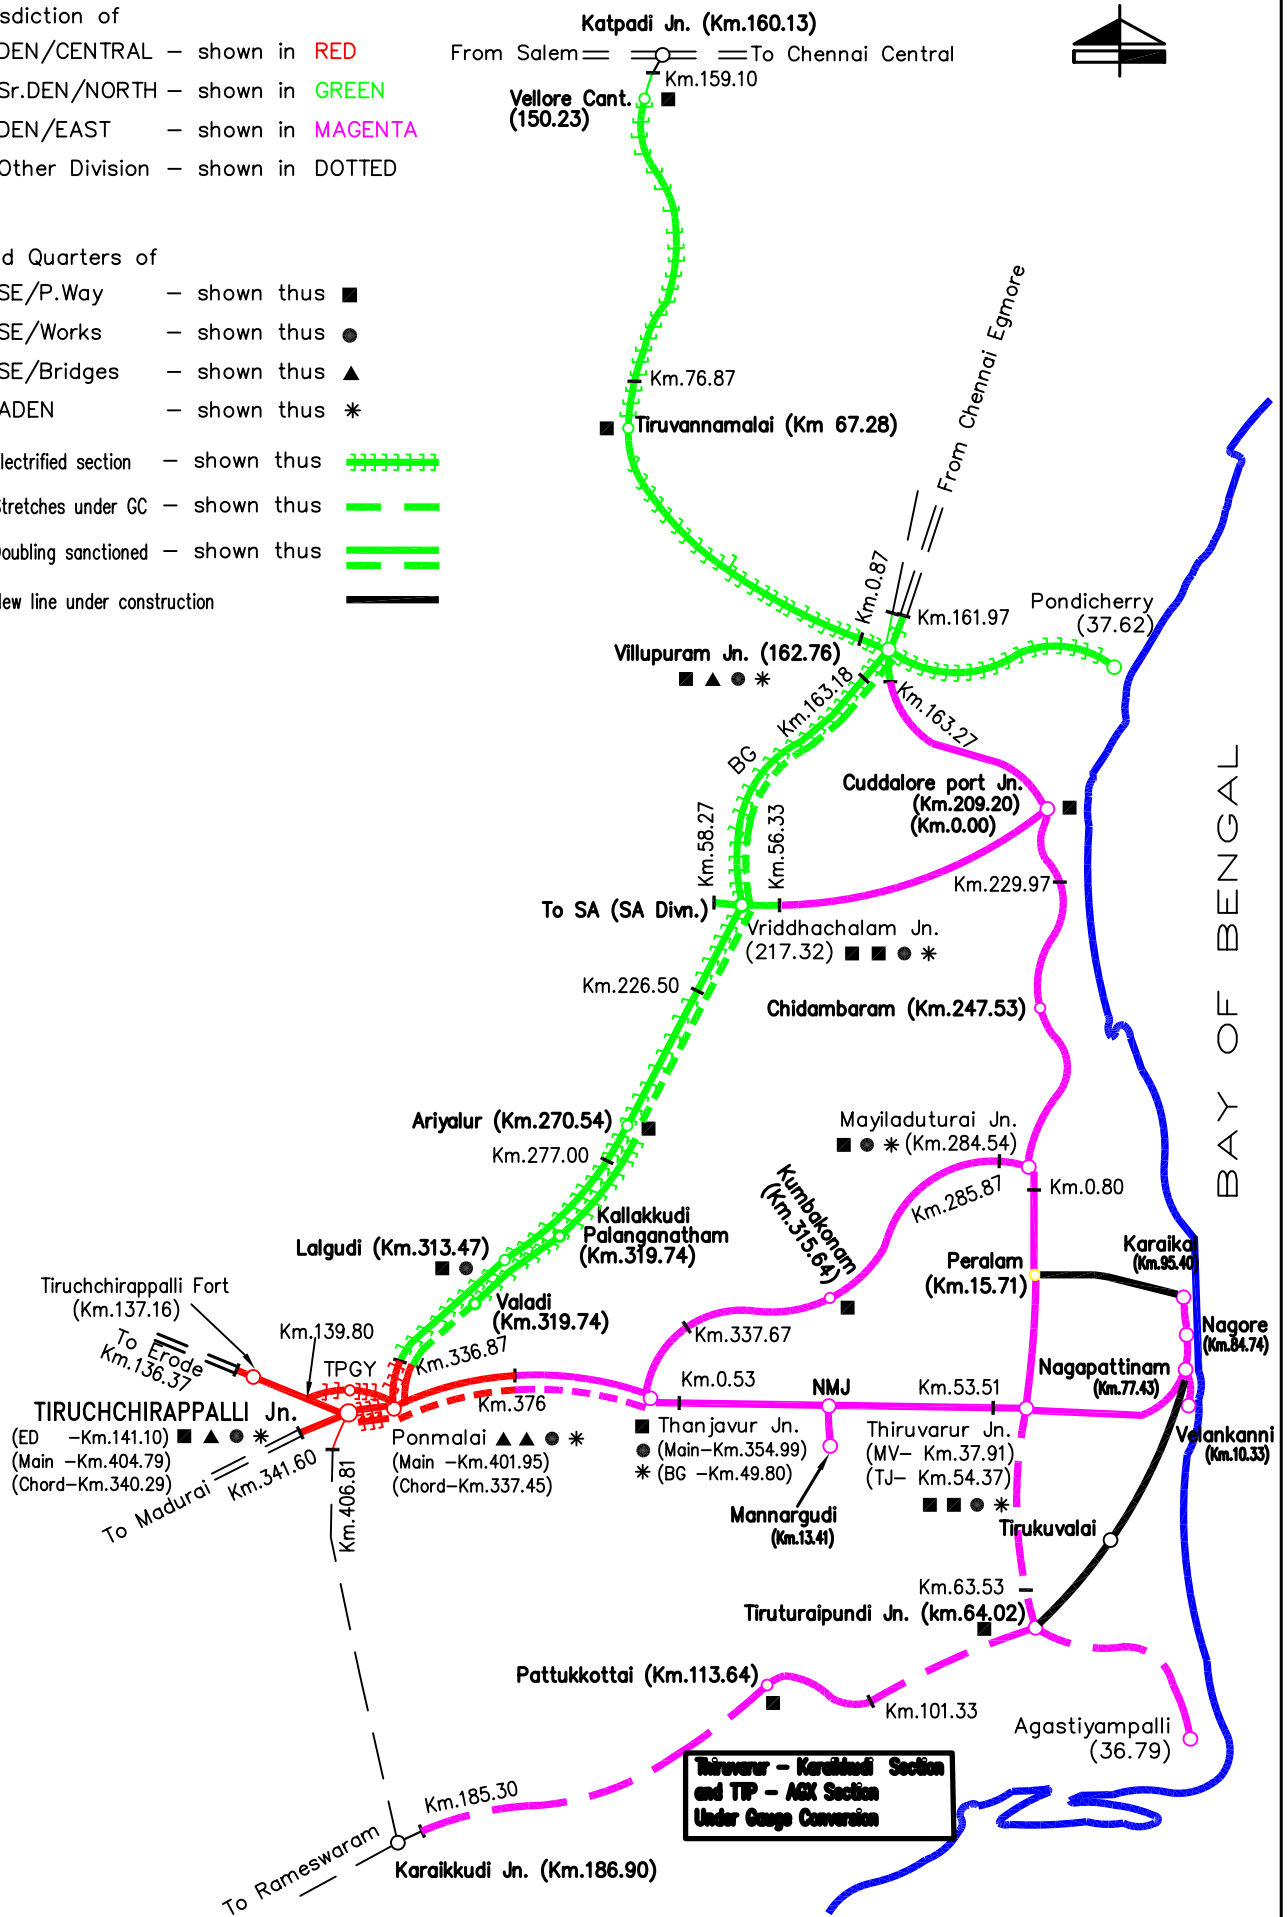 sdiction of
DEN/CENTRAL – shown in RED
Sr.DEN/NORTH – shown in GREEN
DEN/EAST – shown in MAGENTA
Other Division – shown in DOTTED
d Quarters of
SE/P.Way – shown thus
SE/Works – shown thus
SE/Bridges – shown thus
ADEN – shown thus
lectrified section – shown thus
tretches under GC – shown thus
oubling sanctioned – shown thus
ew line under construction
Katpadi Jn. (Km.160.13)
From Salem
To Chennai Central
Km.159.10
Vellore Cant.
(150.23)
Km.76.87
Tiruvannamalai (Km 67.28)
From Chennai Egmore
Km.0.87
Km.161.97
Pondicherry
(37.62)
Villupuram Jn. (162.76)
Km.163.18
Km.163.27
BG
Cuddalore port Jn.
(Km.209.20)
(Km.0.00)
Km.58.27
Km.56.33
Km.229.97
To SA (SA Divn.)
Vriddhachalam Jn.
(217.32)
Km.226.50
Chidambaram (Km.247.53)
BAY OF BENGAL
Ariyalur (Km.270.54)
Km.277.00
Mayiladuturai Jn.
(Km.284.54)
Km.285.87
Km.0.80
Kumbakonam
(Km.315.64)
Kallakkudi
Palanganatham
(Km.319.74)
Lalgudi (Km.313.47)
Valadi
(Km.319.74)
Peralam
(Km.15.71)
Karaikal
(Km.95.40)
Nagore
(Km.84.74)
Nagapattinam
(Km.77.43)
Velankanni
(Km.10.33)
Tiruchchirappalli Fort
(Km.137.16)
To Erode
Km.136.37
Km.139.80
TPGY
Km.336.87
Km.337.67
Km.376
Km.0.53
NMJ
Km.53.51
TIRUCHCHIRAPPALLI Jn.
(ED –Km.141.10)
(Main –Km.404.79)
(Chord–Km.340.29)
To Madurai
Km.341.60
Km.406.81
Ponmalai
(Main –Km.401.95)
(Chord–Km.337.45)
Thanjavur Jn.
(Main–Km.354.99)
(BG –Km.49.80)
Mannargudi
(Km.13.41)
Thiruvarur Jn.
(MV– Km.37.91)
(TJ– Km.54.37)
Tirukuvalai
Km.63.53
Tiruturaipundi Jn. (km.64.02)
Pattukkottai (Km.113.64)
Km.101.33
Agastiyampalli
(36.79)
Thiruvarur – Karaikkudi Section
and TTP – AGX Section
Under Gauge Conversion
Km.185.30
To Rameswaram
Karaikkudi Jn. (Km.186.90)